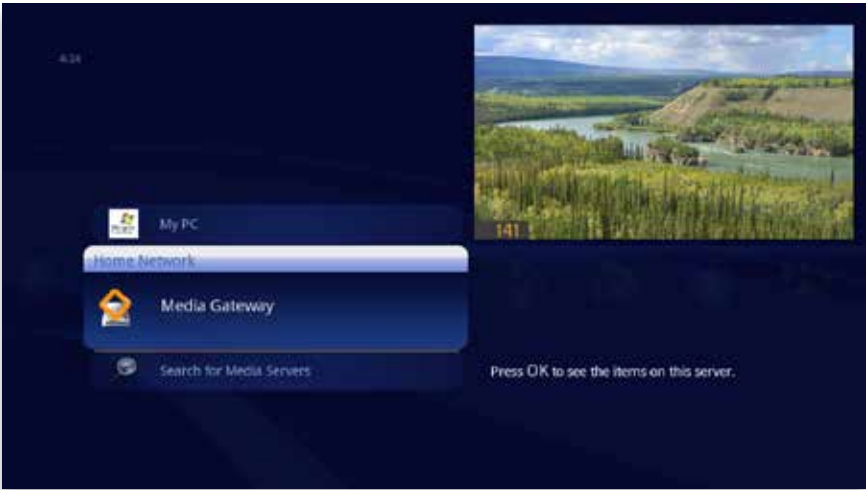 4:34
141
My PC
Home Network
Media Gateway
Search for Media Servers
Press OK to see the items on this server.